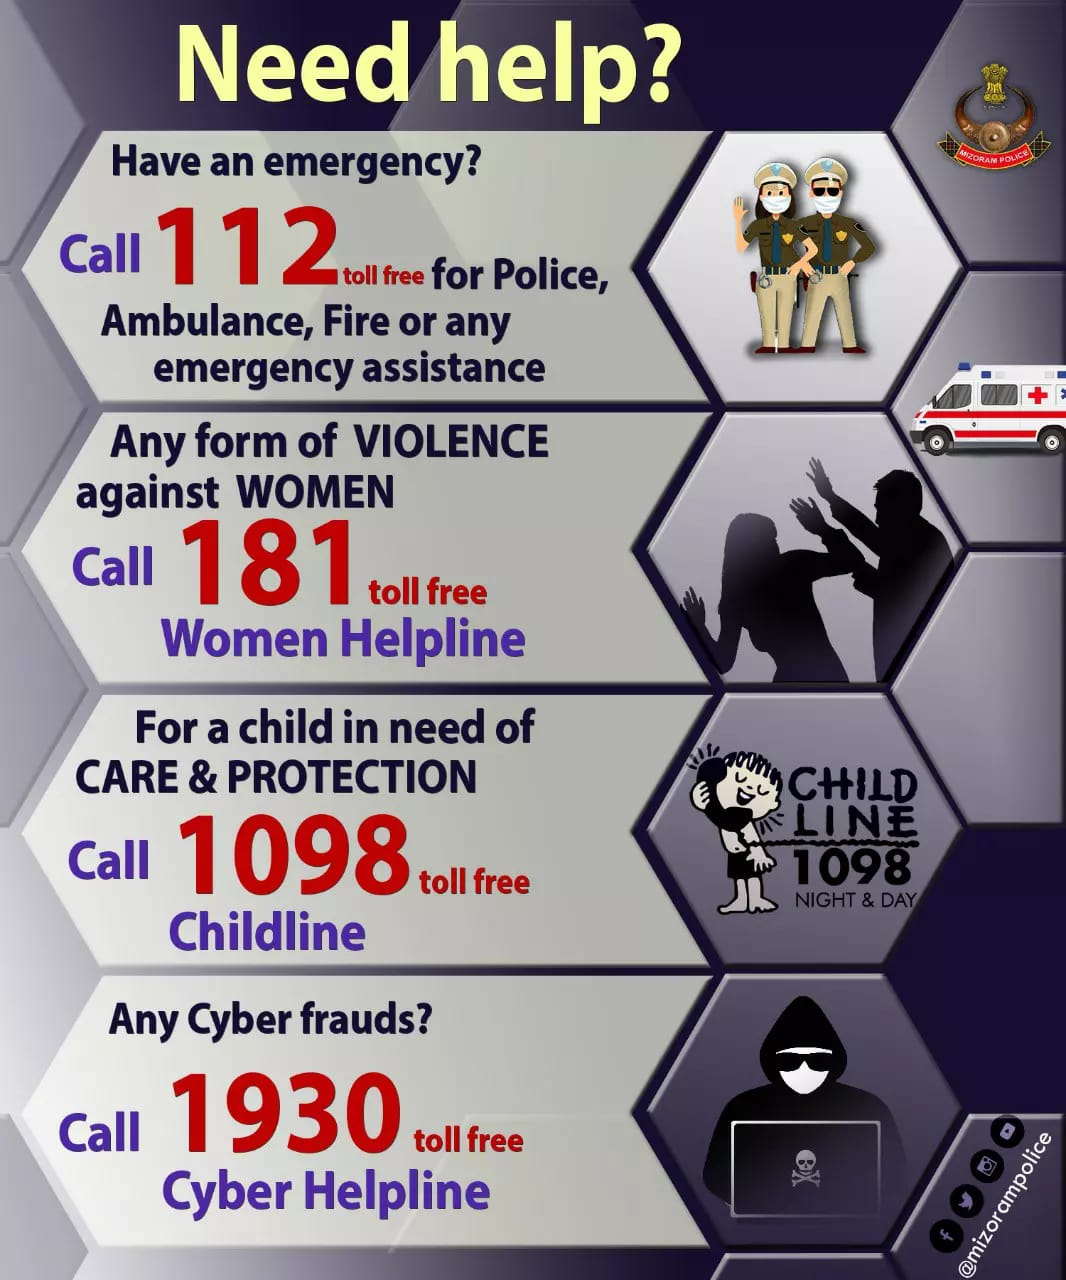 Need help?
MIZORAM POLICE
Have an emergency?
Call 112 toll free for Police,
Ambulance, Fire or any
emergency assistance
Any form of VIOLENCE
against WOMEN
Call 181 toll free
Women Helpline
For a child in need of
CARE & PROTECTION
Call 1098 toll free
Childline
CHILD
LINE
1098
NIGHT & DAY
Any Cyber frauds?
Call 1930 toll free
Cyber Helpline
@mizorampolice